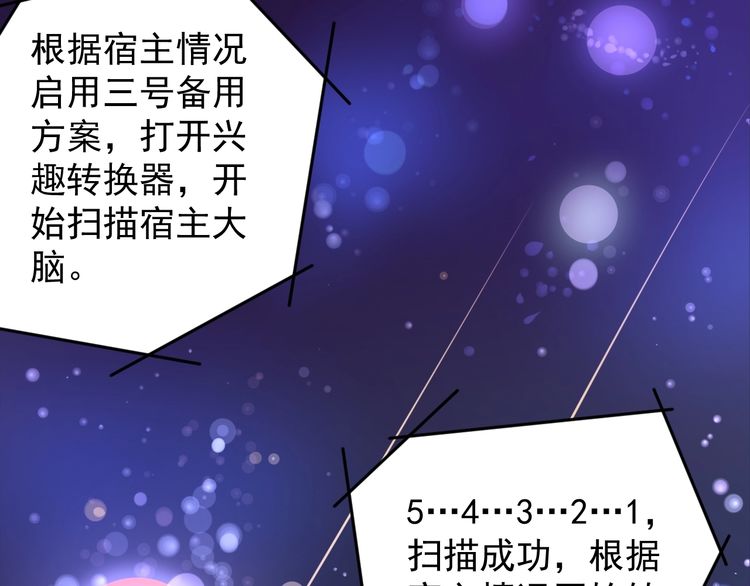 根据宿主情况
启用三号备用
方案，打开兴
趣转换器，开
始扫描宿主大
脑。
5…4…3…2…1，
扫描成功，根据